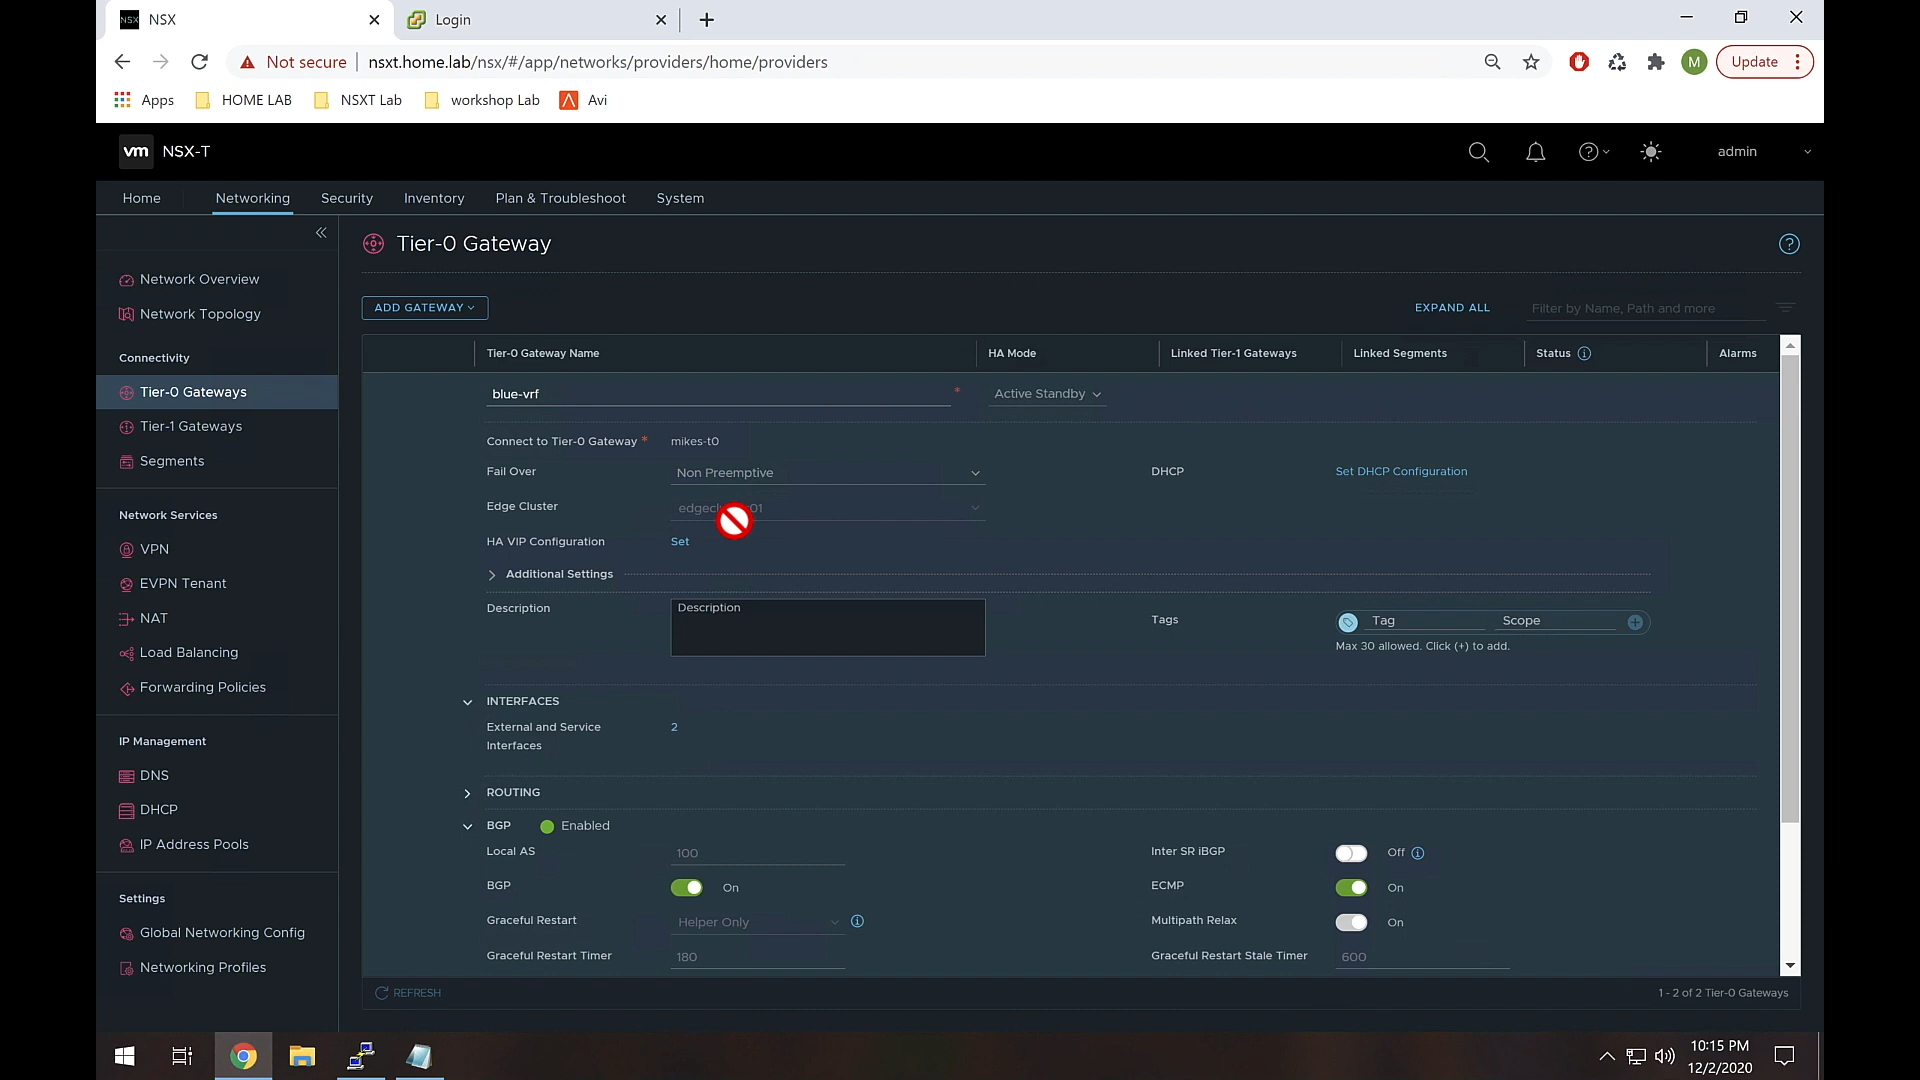 NSX
Login
Not secure
nsxt.home.lab/nsx/#/app/networks/providers/home/providers
M
Update
Apps
HOME LAB
NSXT Lab
workshop Lab
Avi
vm
NSX-T
admin
Home
Networking
Security
Inventory
Plan & Troubleshoot
System
Network Overview
Network Topology
Connectivity
Tier-0 Gateways
Tier-1 Gateways
Segments
Network Services
VPN
EVPN Tenant
NAT
Load Balancing
Forwarding Policies
IP Management
DNS
DHCP
IP Address Pools
Settings
Global Networking Config
Networking Profiles
Tier-0 Gateway
ADD GATEWAY
EXPAND ALL
Filter by Name, Path and more
Tier-0 Gateway Name
HA Mode
Linked Tier-1 Gateways
Linked Segments
Status
Alarms
blue-vrf *
Active Standby
Connect to Tier-0 Gateway *
mikes-t0
Fail Over
Non Preemptive
DHCP
Set DHCP Configuration
Edge Cluster
HA VIP Configuration
Set
Additional Settings
Description
Description
Tags
Tag
Scope
Max 30 allowed. Click (+) to add.
INTERFACES
External and Service
Interfaces
2
ROUTING
BGP
Enabled
Local AS
100
Inter SR iBGP
Off
BGP
On
ECMP
On
Graceful Restart
Helper Only
Multipath Relax
On
Graceful Restart Timer
180
Graceful Restart Stale Timer
600
REFRESH
1 - 2 of 2 Tier-0 Gateways
10:15 PM
12/2/2020